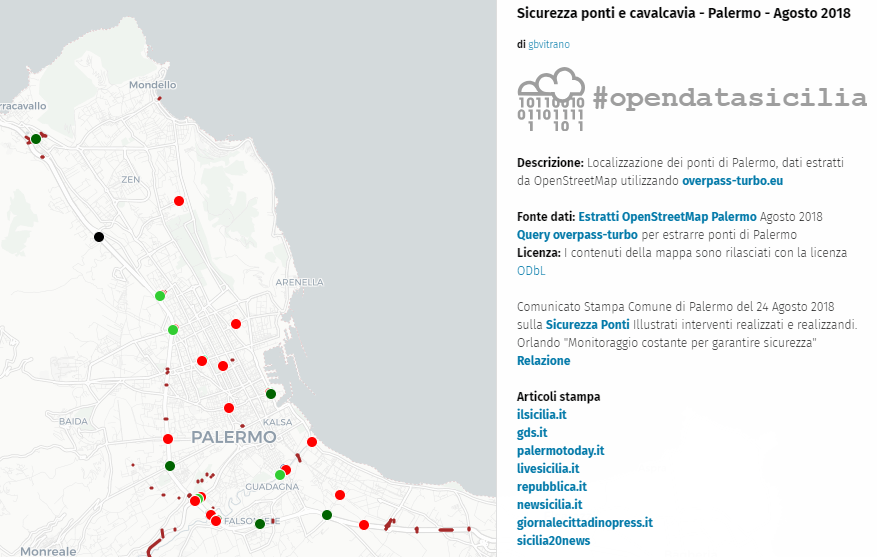 Mondello
rracavallo
ZEN
ARENELLA
BAIDA
KALSA
PALERMO
GUADAGNA
Monreale
Sicurezza ponti e cavalcavia - Palermo - Agosto 2018
di gbvitrano
10110010
01101111
1 10 1
#opendatasicilia
Descrizione: Localizzazione dei ponti di Palermo, dati estratti
da OpenStreetMap utilizzando overpass-turbo.eu
Fonte dati: Estratti OpenStreetMap Palermo Agosto 2018
Query overpass-turbo per estrarre ponti di Palermo
Licenza: I contenuti della mappa sono rilasciati con la licenza
ODbL
Comunicato Stampa Comune di Palermo del 24 Agosto 2018
sulla Sicurezza Ponti Illustrati interventi realizzati e realizzandi.
Orlando "Monitoraggio costante per garantire sicurezza"
Relazione
Articoli stampa
ilsicilia.it
gds.it
palermotoday.it
livesicilia.it
repubblica.it
newsicilia.it
giornalecittadinopress.it
sicilia20news